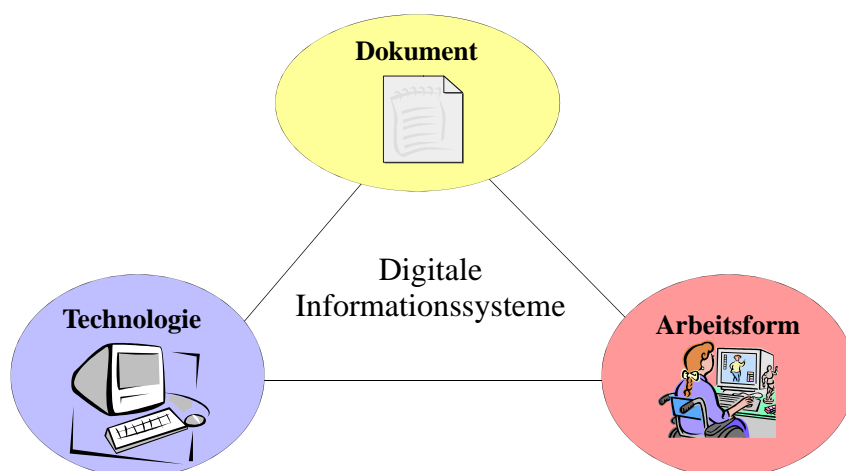 Dokument
Digitale
Informationssysteme
Technologie
Arbeitsform